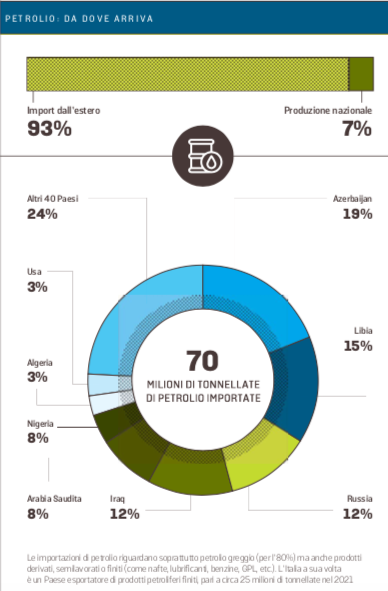 PETROLIO: DA DOVE ARRIVA
Import dall'estero
93%
Produzione nazionale
7%
Altri 40 Paesi
24%
Azerbaijan
19%
Usa
3%
Libia
15%
Algeria
3%
70
MILIONI DI TONNELLATE
DI PETROLIO IMPORTATE
Nigeria
8%
Arabia Saudita
8%
Iraq
12%
Russia
12%
Le importazioni di petrolio riguardano soprattutto petrolio greggio (per l'80%) ma anche prodotti
derivati, semilavorati o finiti (come nafte, lubrificanti, benzine, GPL, etc.). L'Italia a sua volta
è un Paese esportatore di prodotti petroliferi finiti, pari a circa 25 milioni di tonnellate nel 2021